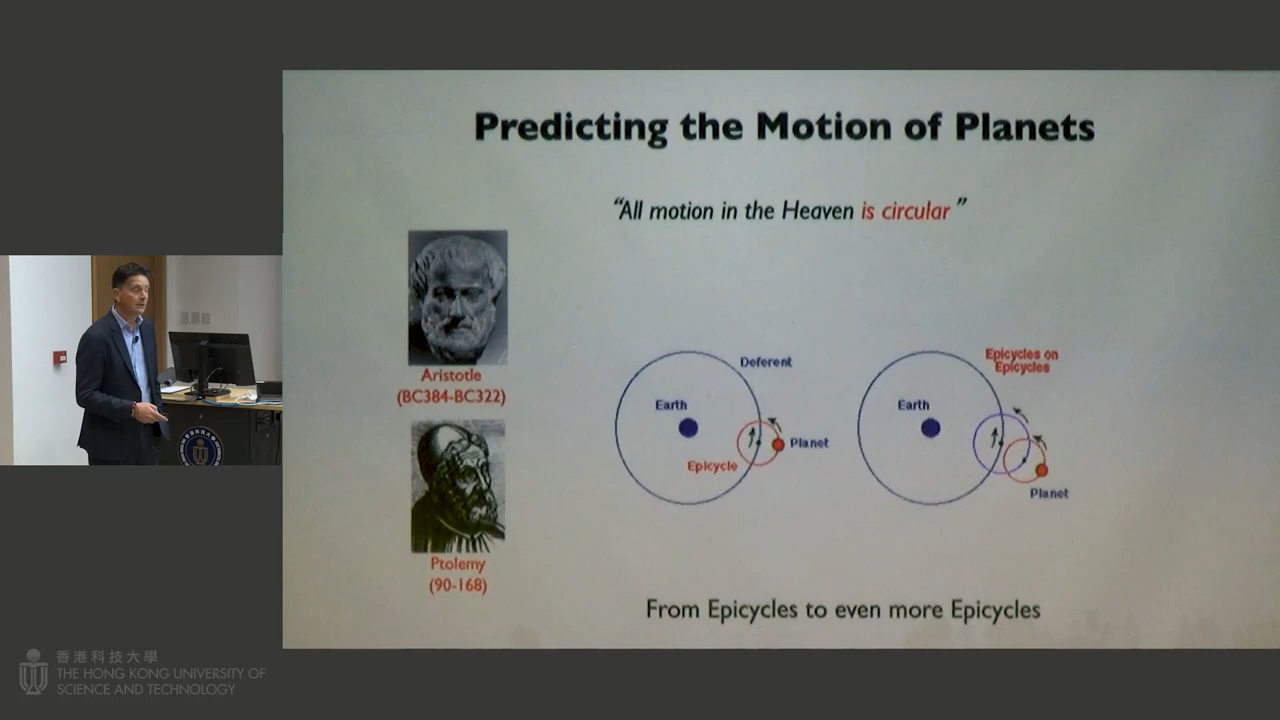 Predicting the Motion of Planets
“All motion in the Heaven is circular ”
Aristotle
(BC384-BC322)
Ptolemy
(90-168)
Deferent
Earth
Planet
Epicycle
Epicycles on
Epicycles
Earth
Planet
From Epicycles to even more Epicycles
香港科技大學
THE HONG KONG UNIVERSITY OF
SCIENCE AND TECHNOLOGY